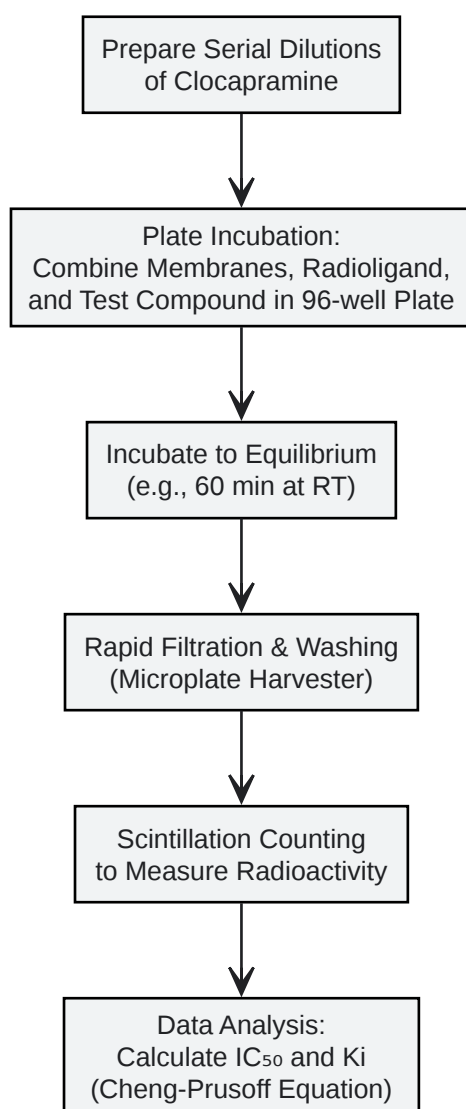 Prepare Serial Dilutions
of Clocapramine
Plate Incubation:
Combine Membranes, Radioligand,
and Test Compound in 96-well Plate
Incubate to Equilibrium
(e.g., 60 min at RT)
Rapid Filtration & Washing
(Microplate Harvester)
Scintillation Counting
to Measure Radioactivity
Data Analysis:
Calculate IC₅₀ and Ki
(Cheng-Prusoff Equation)